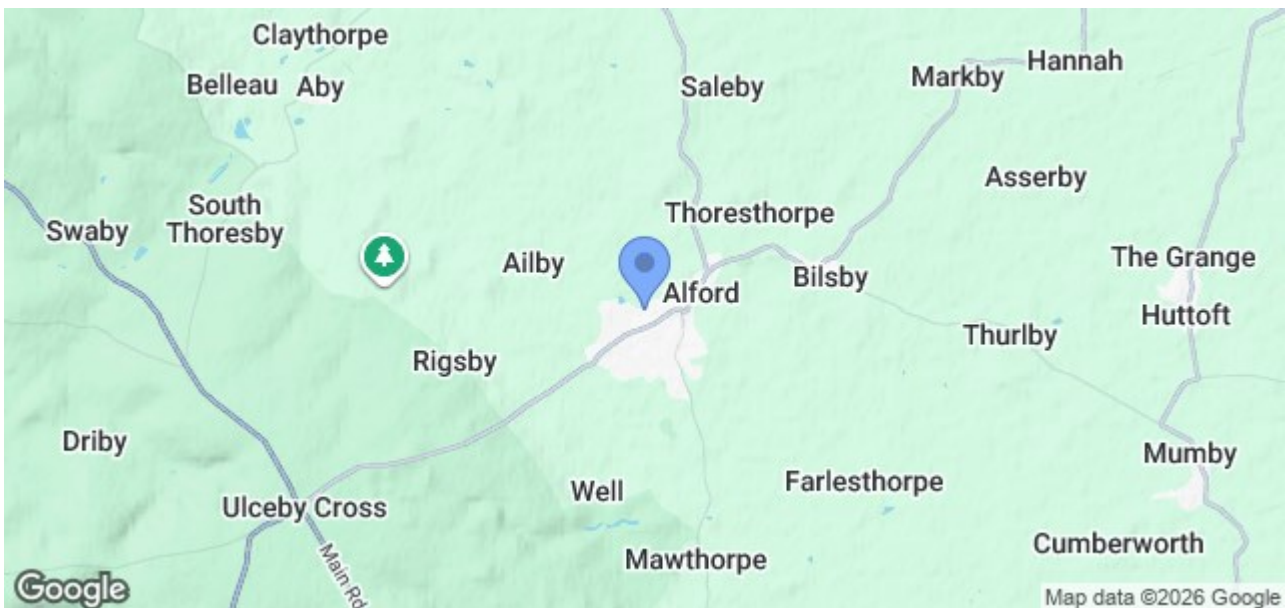 Claythorpe
Hannah
Belleau
Aby
Saleby
Markby
Asserby
South
Thoresby
Swaby
Thoresthorpe
Ailby
The Grange
Alford
Bilsby
Huttoft
Thurlby
Rigsby
Driby
Mumby
Well
Farlesthorpe
Ulceby Cross
Cumberworth
Main Rd
Mawthorpe
Google
Map data ©2026 Google